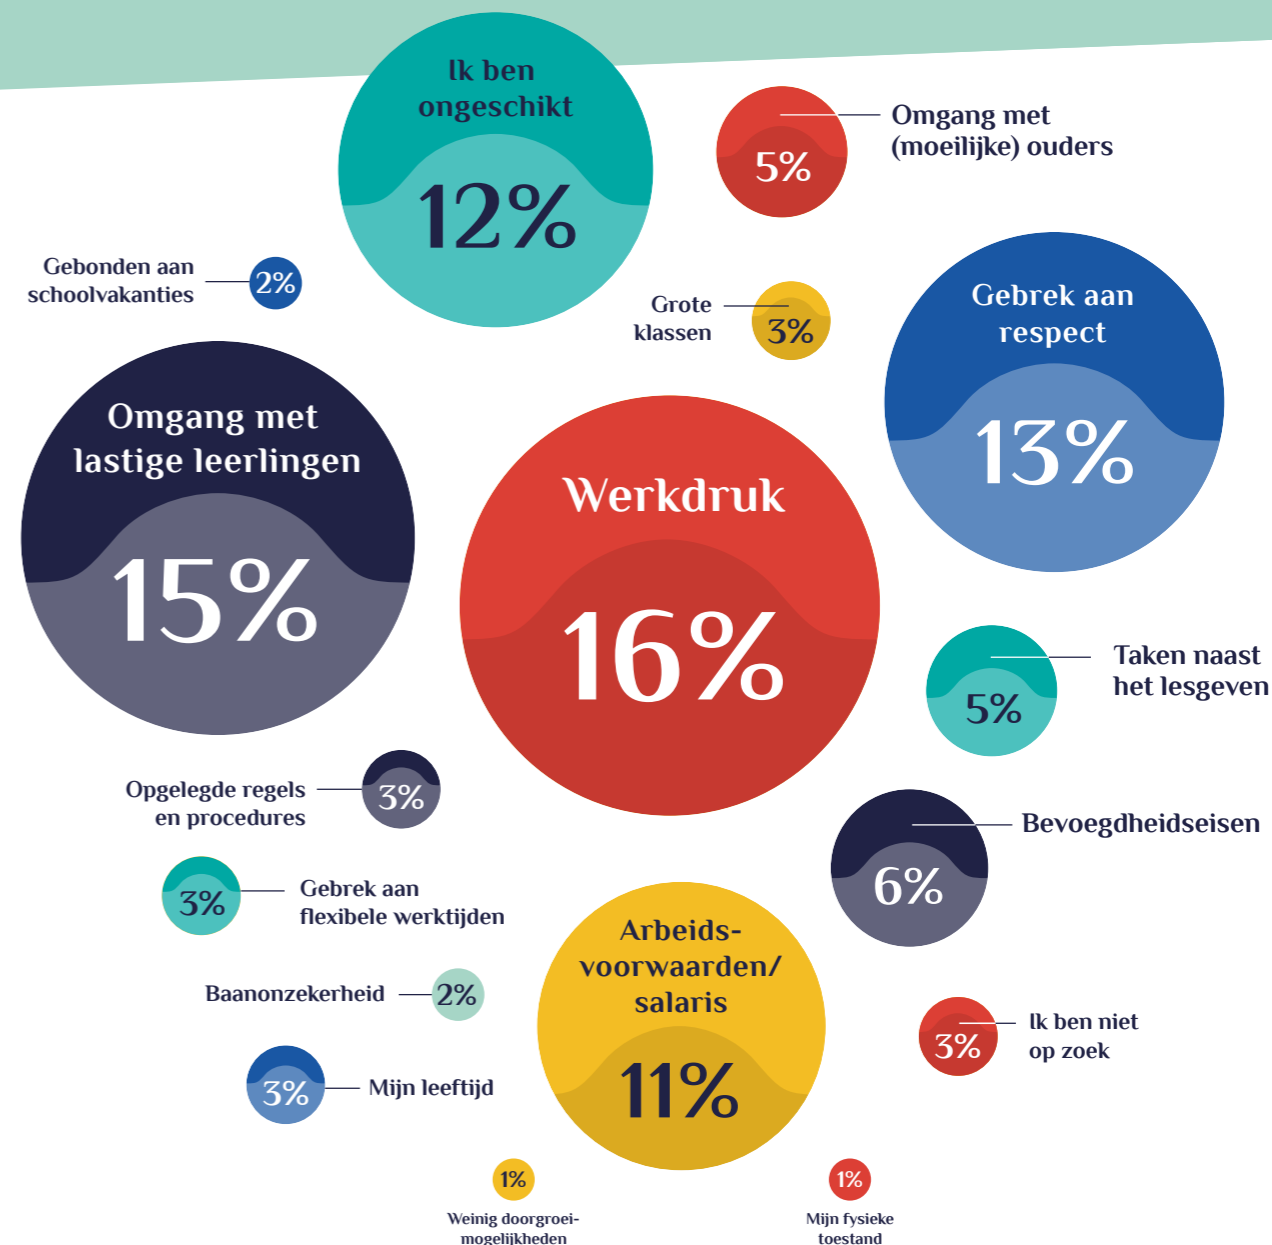 Ik ben
ongeschikt
12%
Omgang met
(moeilijke) ouders
5%
Gebonden aan
schoolvakanties
2%
Grote
klassen
3%
Gebrek aan
respect
13%
Omgang met
lastige leerlingen
15%
Werkdruk
16%
Taken naast
het lesgeven
5%
Opgelegde regels
en procedures
3%
Bevoegdheidseisen
6%
3%
Gebrek aan
flexibele werktijden
Arbeids-
voorwaarden/
salaris
11%
Baanonzekerheid
2%
Ik ben niet
op zoek
3%
3%
Mijn leeftijd
1%
Weinig doorgroei-
mogelijkheden
1%
Mijn fysieke
toestand